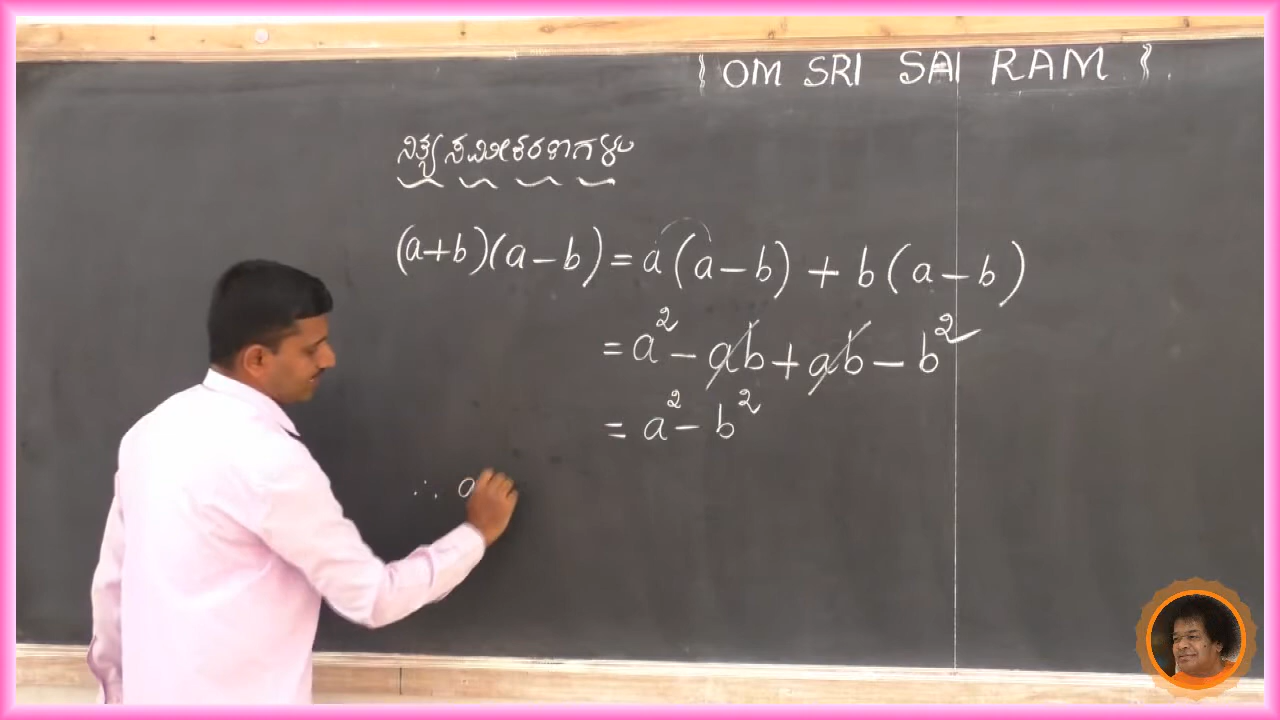 { OM SRI SAI RAM }
ನಿತ್ಯಸಮೀಕರಣಗಳು
(a+b)(a-b) = a(a-b) + b(a-b)
= a² - ab + ab - b²
= a² - b²
∴ a